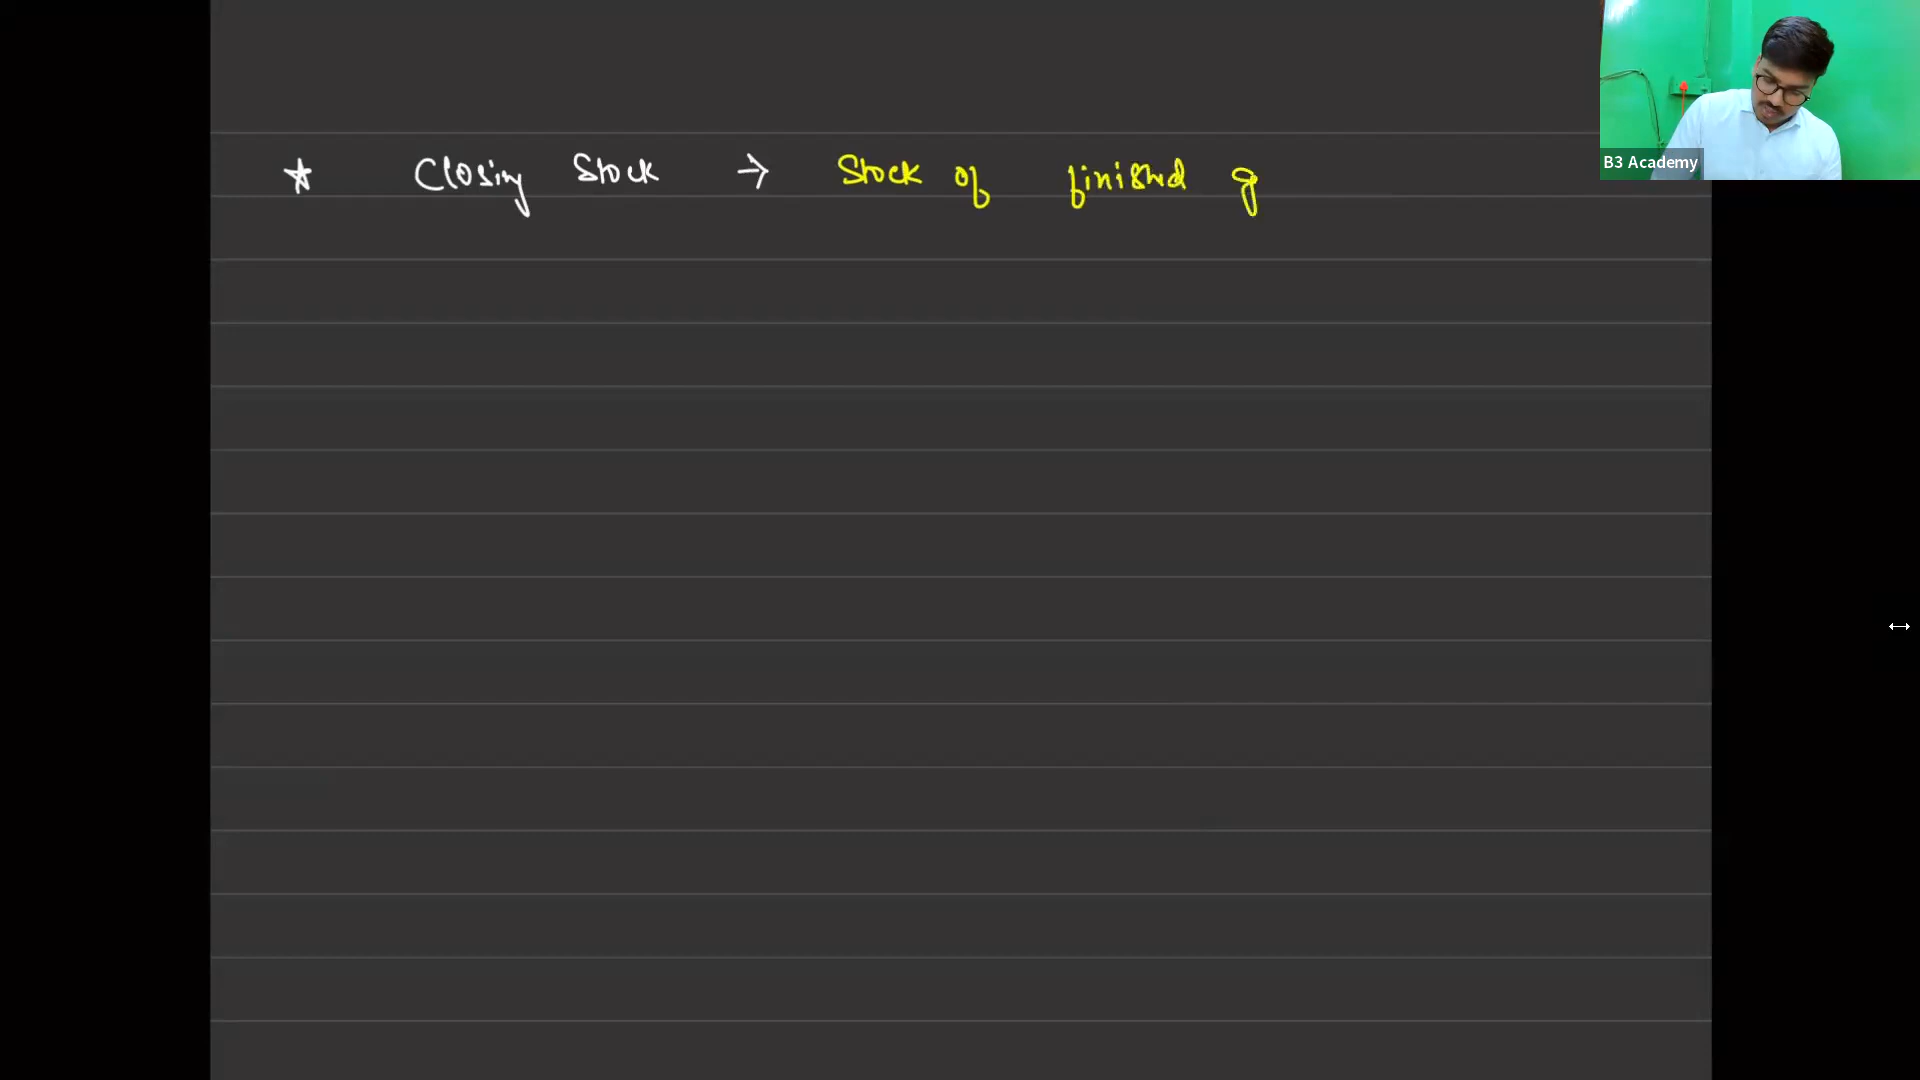 ☆ Closing Stock → Stock of finished g
B3 Academy